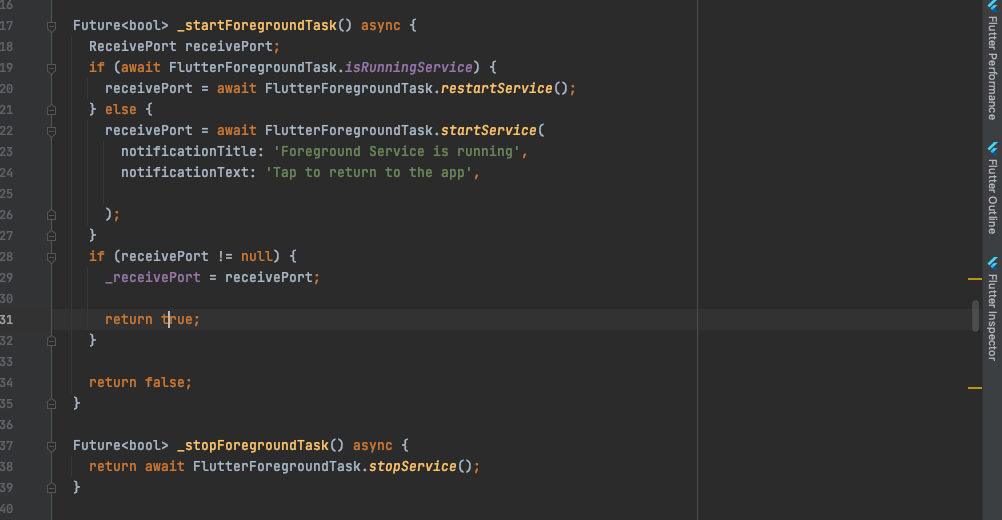 16
17 Future<bool> _startForegroundTask() async {
18 ReceivePort receivePort;
19 if (await FlutterForegroundTask.isRunningService) {
20 receivePort = await FlutterForegroundTask.restartService();
21 } else {
22 receivePort = await FlutterForegroundTask.startService(
23 notificationTitle: 'Foreground Service is running',
24 notificationText: 'Tap to return to the app',
25
26 );
27 }
28 if (receivePort != null) {
29 _receivePort = receivePort;
30
31 return true;
32 }
33
34 return false;
35 }
36
37 Future<bool> _stopForegroundTask() async {
38 return await FlutterForegroundTask.stopService();
39 }
40
Flutter Performance
Flutter Outline
Flutter Inspector